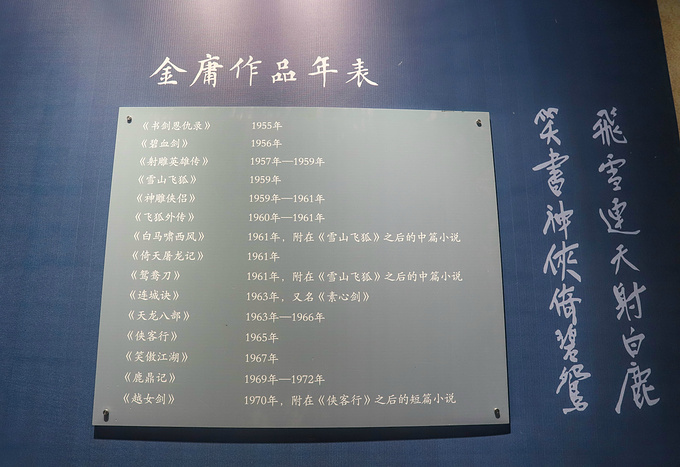 金庸作品年表
《书剑恩仇录》 1955年
《碧血剑》 1956年
《射雕英雄传》 1957年—1959年
《雪山飞狐》 1959年
《神雕侠侣》 1959年—1961年
《飞狐外传》 1960年—1961年
《白马啸西风》 1961年，附在《雪山飞狐》之后的中篇小说
《倚天屠龙记》 1961年
《鸳鸯刀》 1961年，附在《雪山飞狐》之后的中篇小说
《连城诀》 1963年，又名《素心剑》
《天龙八部》 1963年—1966年
《侠客行》 1965年
《笑傲江湖》 1967年
《鹿鼎记》 1969年—1972年
《越女剑》 1970年，附在《侠客行》之后的短篇小说
飛雪連天射白鹿
笑書神俠倚碧鴛